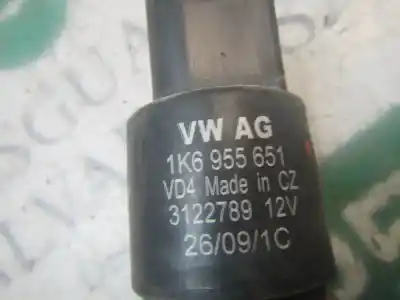 VW AG
1K6 955 651
VD4 Made in CZ
3122789 12V
26/09/1C